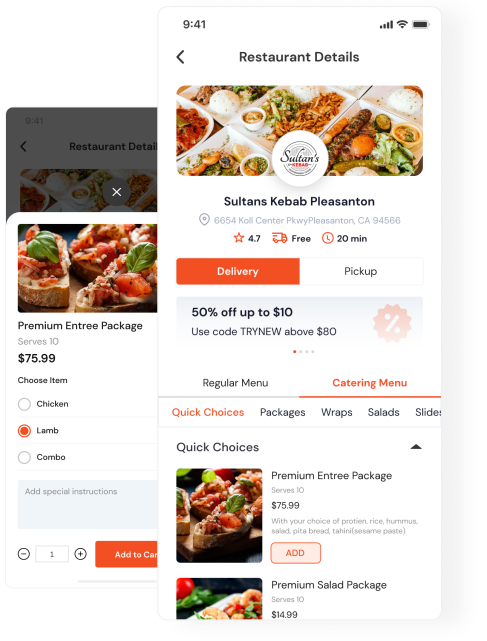 9:41
Restaurant Details
Sultan's
KEBAB
Sultans Kebab Pleasanton
6654 Koll Center PkwyPleasanton, CA 94566
4.7
Free
20 min
Delivery
Pickup
50% off up to $10
Use code TRYNEW above $80
Regular Menu
Catering Menu
Quick Choices
Packages
Wraps
Salads
Slides
Quick Choices
Premium Entree Package
Serves 10
$75.99
With your choice of protien, rice, hummus,
salad, pita bread, tahini(sesame paste)
ADD
Premium Salad Package
Serves 10
$14.99
9:41
Restaurant Detai
Premium Entree Package
Serves 10
$75.99
Choose Item
Chicken
Lamb
Combo
Add special instructions
1
Add to Car